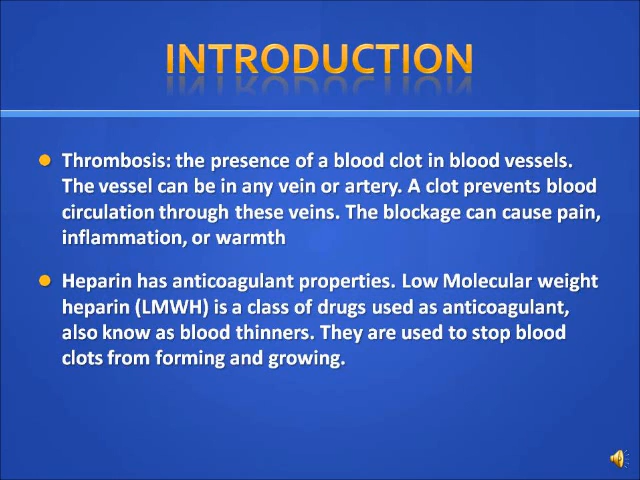 INTRODUCTION
Thrombosis: the presence of a blood clot in blood vessels.
The vessel can be in any vein or artery. A clot prevents blood
circulation through these veins. The blockage can cause pain,
inflammation, or warmth
Heparin has anticoagulant properties. Low Molecular weight
heparin (LMWH) is a class of drugs used as anticoagulant,
also know as blood thinners. They are used to stop blood
clots from forming and growing.